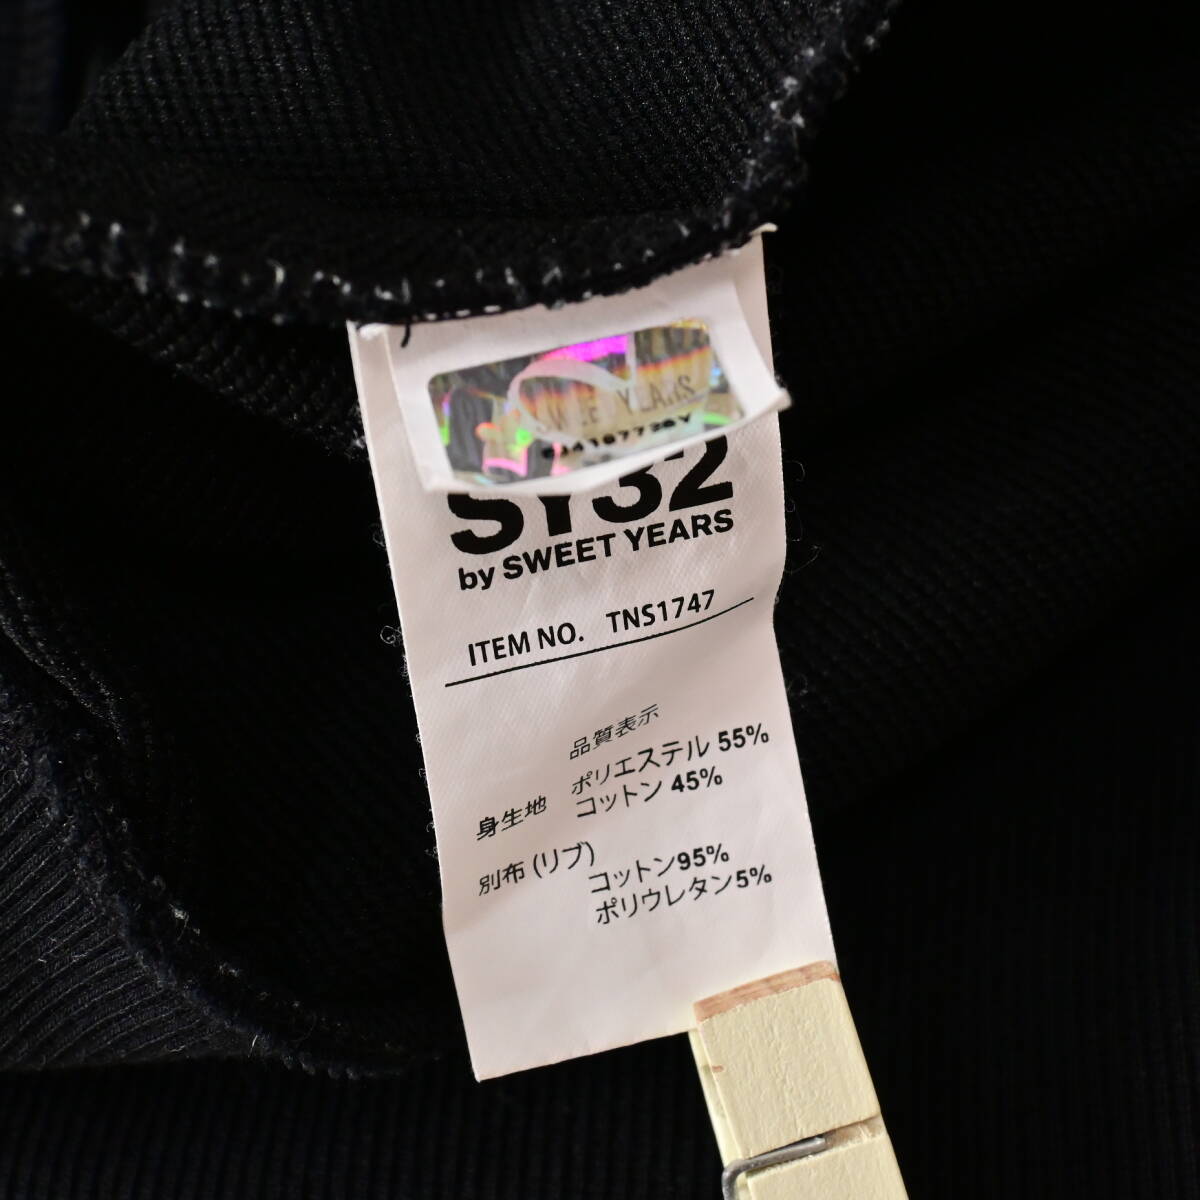 YEARS
SY32
by SWEET YEARS
ITEM NO. TNS1747
品質表示
身生地 ポリエステル 55%
コットン 45%
別布(リブ) コットン95%
ポリウレタン5%